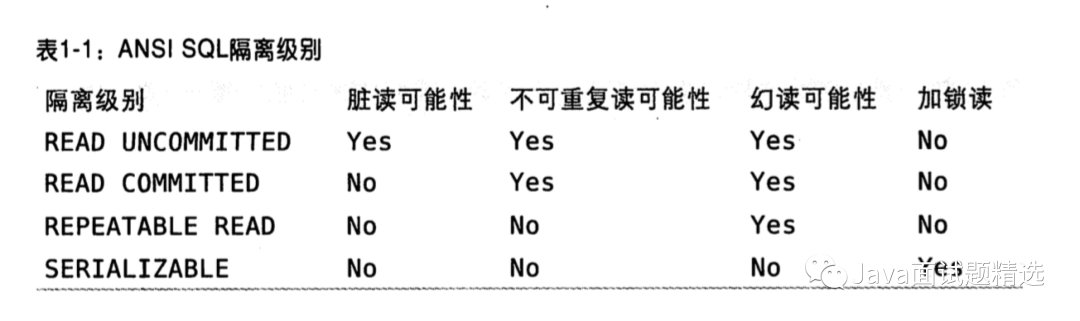 表1-1：ANSI SQL隔离级别
隔离级别 脏读可能性 不可重复读可能性 幻读可能性 加锁读
READ UNCOMMITTED Yes Yes Yes No
READ COMMITTED No Yes Yes No
REPEATABLE READ No No Yes No
SERIALIZABLE No No No Yes
Java面试题精选